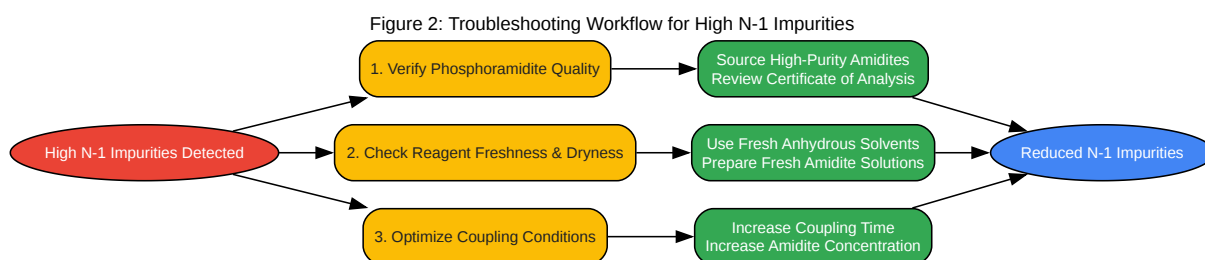 Figure 2: Troubleshooting Workflow for High N-1 Impurities
High N-1 Impurities Detected
1. Verify Phosphoramidite Quality
Source High-Purity Amidites
Review Certificate of Analysis
2. Check Reagent Freshness & Dryness
Use Fresh Anhydrous Solvents
Prepare Fresh Amidite Solutions
3. Optimize Coupling Conditions
Increase Coupling Time
Increase Amidite Concentration
Reduced N-1 Impurities